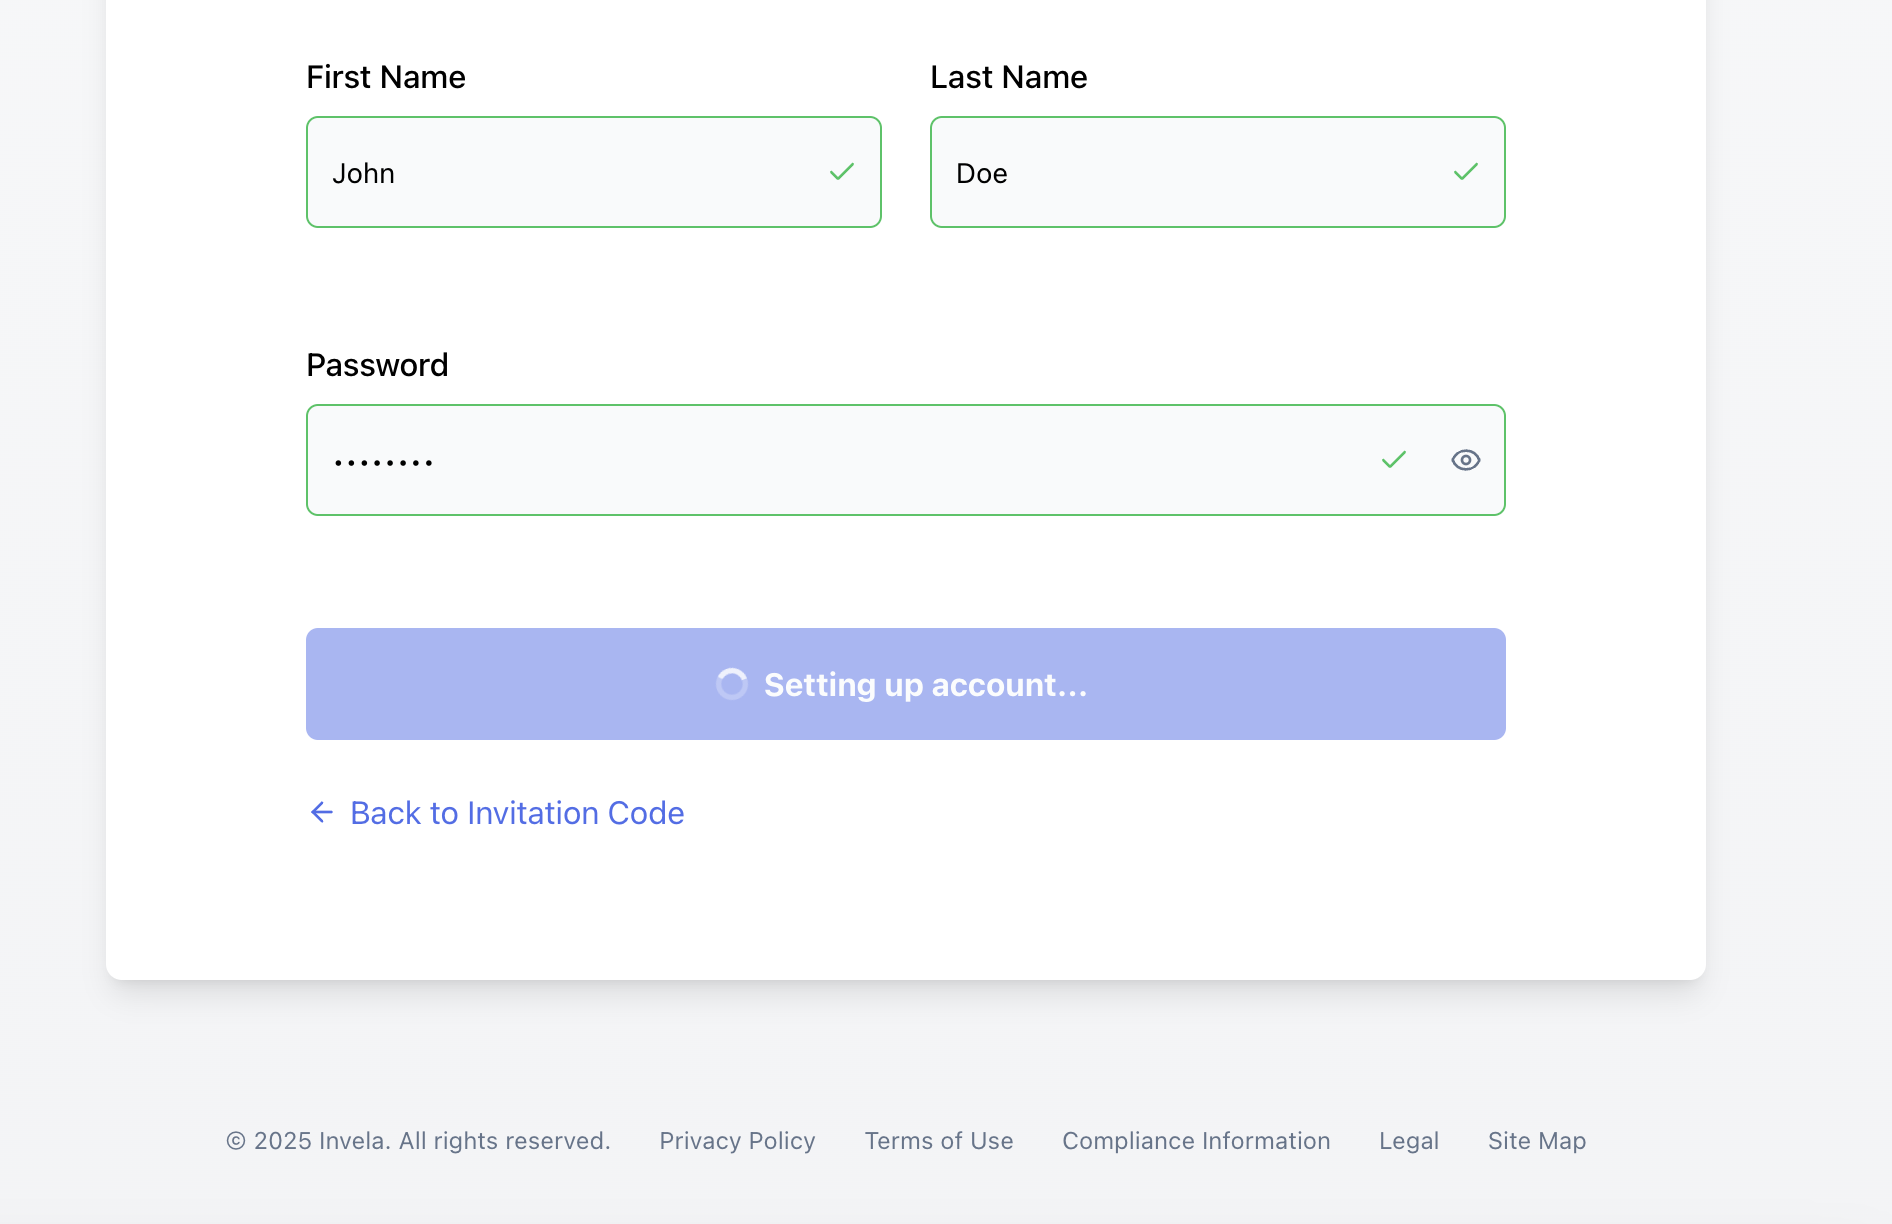 First Name
Last Name
John
Doe
Password
••••••••
Setting up account...
Back to Invitation Code
© 2025 Invela. All rights reserved. Privacy Policy Terms of Use Compliance Information Legal Site Map